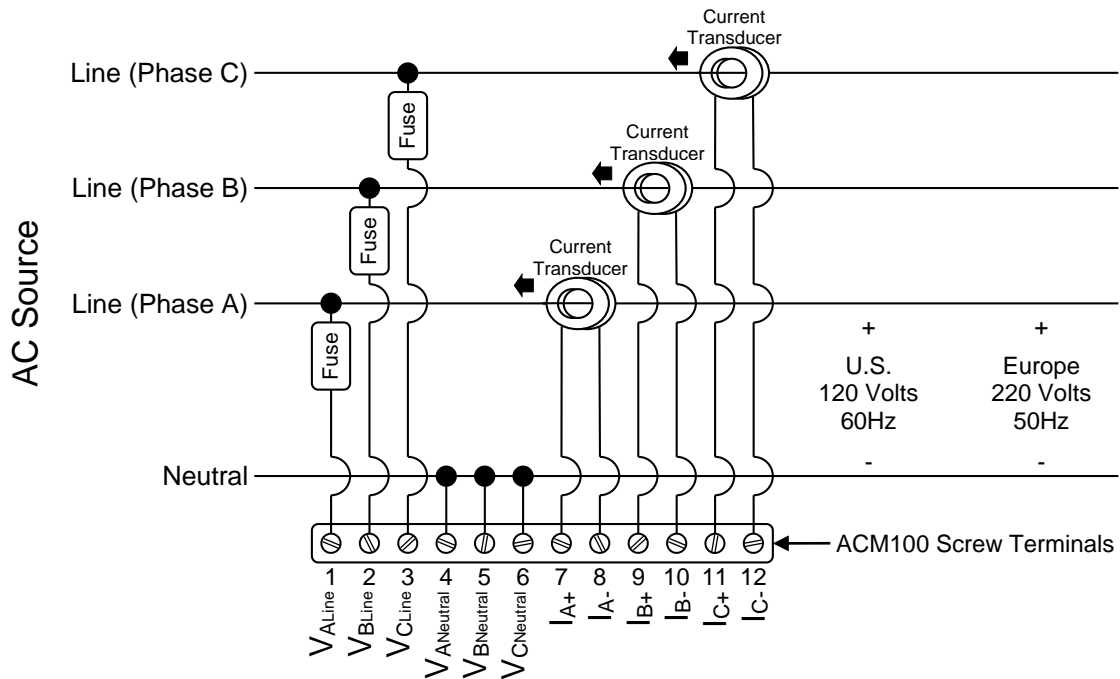 Current
Transducer
Line (Phase C)
Fuse
Current
Transducer
Line (Phase B)
Fuse
Current
Transducer
Line (Phase A)
Fuse
AC Source
+
U.S.
120 Volts
60Hz
-
+
Europe
220 Volts
50Hz
-
Neutral
ACM100 Screw Terminals
1 2 3 4 5 6 7 8 9 10 11 12
VALine
VBLine
VCLine
VANeutral
VBNeutral
VCNeutral
IA+
IA-
IB+
IB-
IC+
IC-